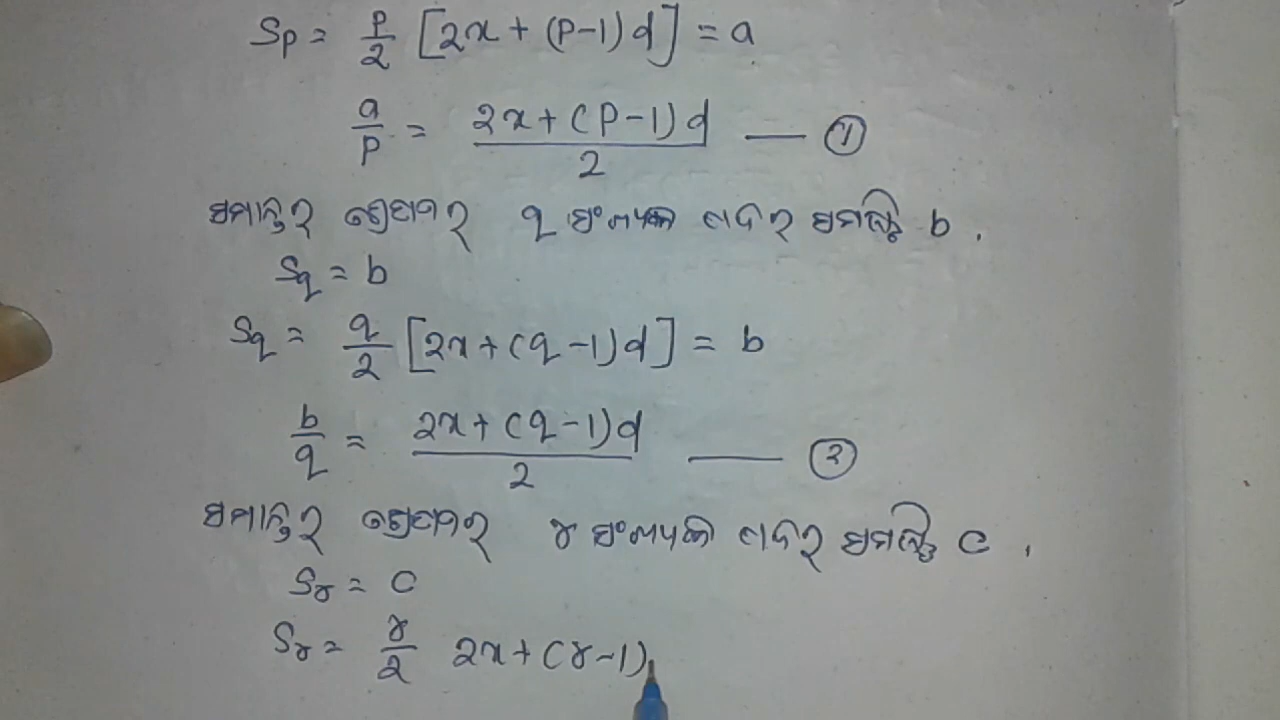 Sp = p/2 [2x + (p-1)d] = a
a/p = 2x + (p-1)d / 2 — ①
ସମାନ୍ତର ପ୍ରଗତିର q ସଂଖ୍ୟକ ପଦର ସମଷ୍ଟି b .
Sq = b
Sq = q/2 [2x + (q-1)d] = b
b/q = 2x + (q-1)d / 2 — ②
ସମାନ୍ତର ପ୍ରଗତିର r ସଂଖ୍ୟକ ପଦର ସମଷ୍ଟି c .
Sr = c
Sr = r/2 2x + (r-1)